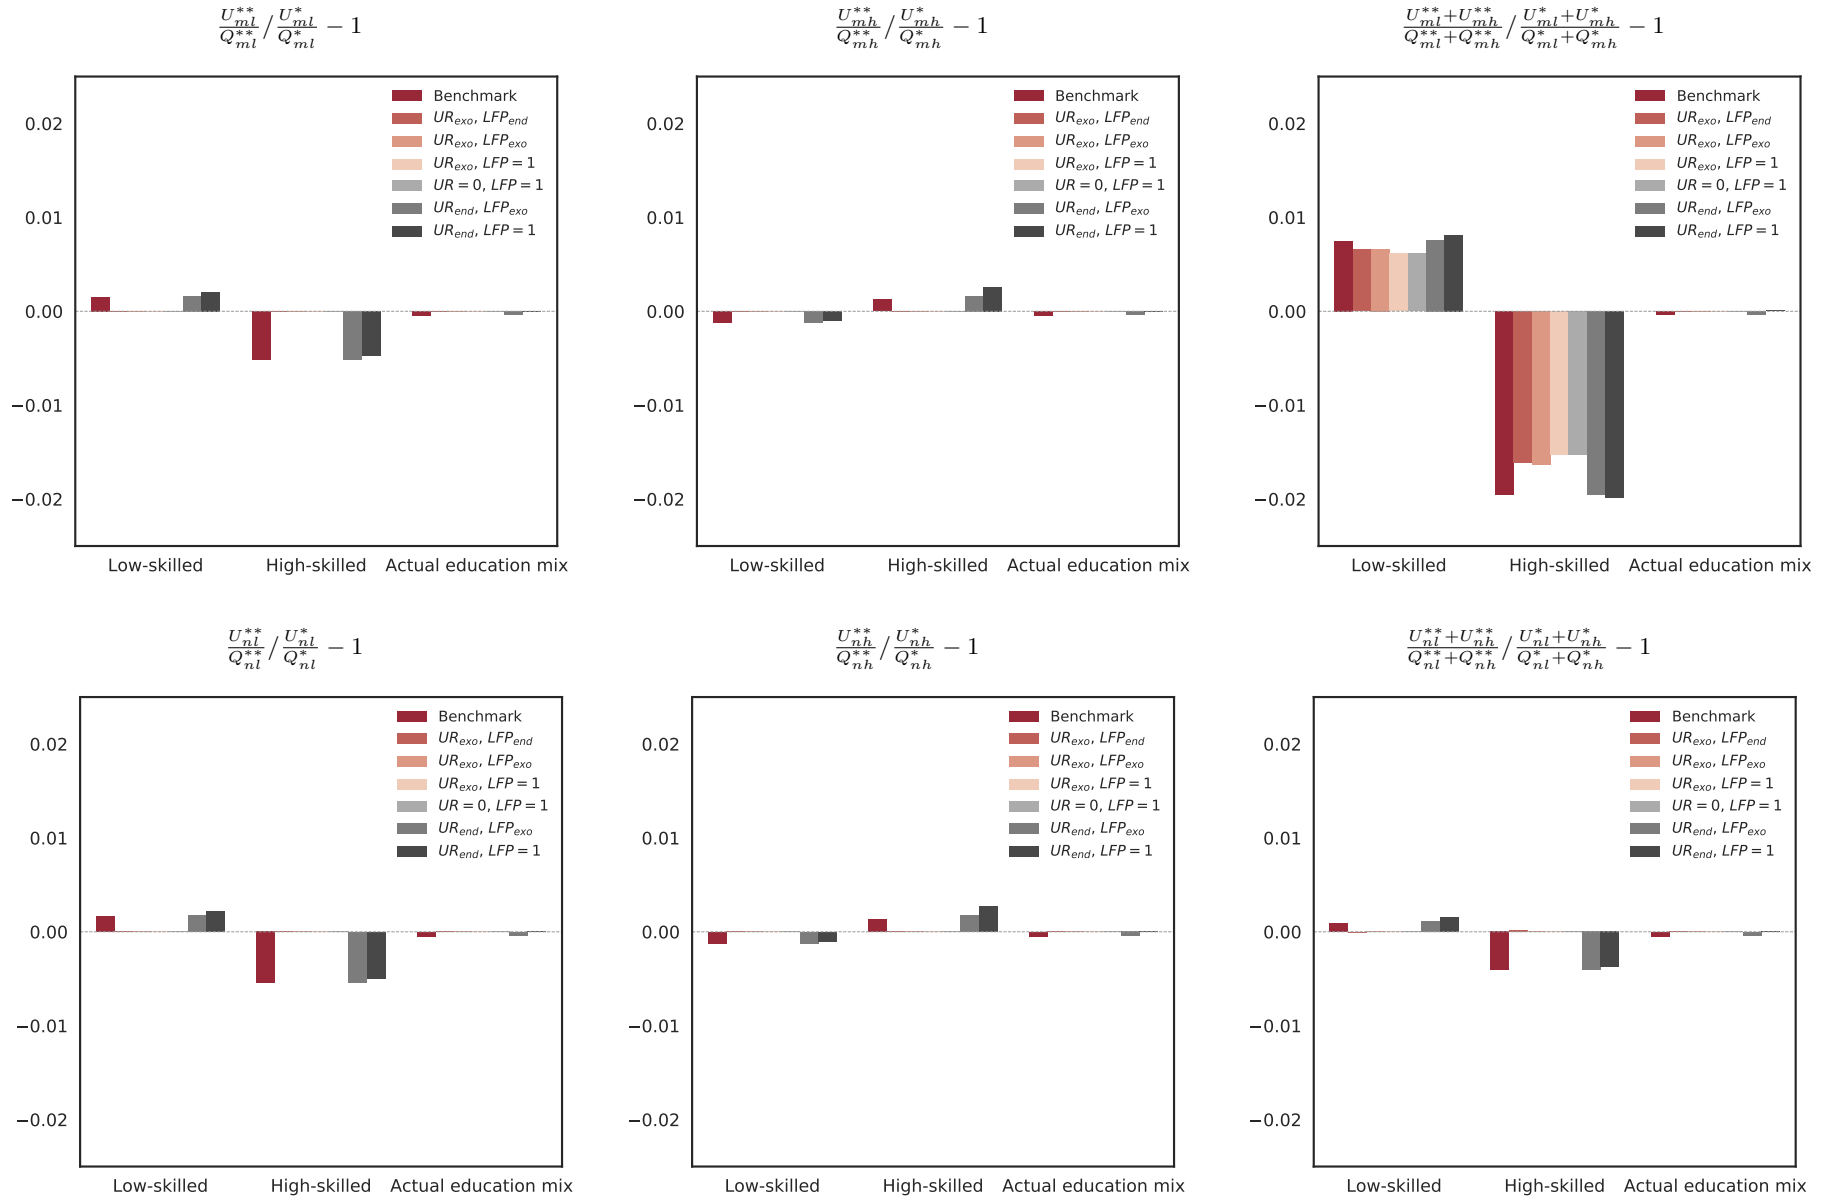 U**ml/Q**ml / U*ml/Q*ml − 1
Benchmark
URexo, LFPend
URexo, LFPexo
URexo, LFP = 1
UR = 0, LFP = 1
URend, LFPexo
URend, LFP = 1
0.02
0.01
0.00
−0.01
−0.02
Low-skilled High-skilled Actual education mix
U**mh/Q**mh / U*mh/Q*mh − 1
Benchmark
URexo, LFPend
URexo, LFPexo
URexo, LFP = 1
UR = 0, LFP = 1
URend, LFPexo
URend, LFP = 1
0.02
0.01
0.00
−0.01
−0.02
Low-skilled High-skilled Actual education mix
U**ml+U**mh/Q**ml+Q**mh / U*ml+U*mh/Q*ml+Q*mh − 1
Benchmark
URexo, LFPend
URexo, LFPexo
URexo, LFP = 1
UR = 0, LFP = 1
URend, LFPexo
URend, LFP = 1
0.02
0.01
0.00
−0.01
−0.02
Low-skilled High-skilled Actual education mix
U**nl/Q**nl / U*nl/Q*nl − 1
Benchmark
URexo, LFPend
URexo, LFPexo
URexo, LFP = 1
UR = 0, LFP = 1
URend, LFPexo
URend, LFP = 1
0.02
0.01
0.00
−0.01
−0.02
Low-skilled High-skilled Actual education mix
U**nh/Q**nh / U*nh/Q*nh − 1
Benchmark
URexo, LFPend
URexo, LFPexo
URexo, LFP = 1
UR = 0, LFP = 1
URend, LFPexo
URend, LFP = 1
0.02
0.01
0.00
−0.01
−0.02
Low-skilled High-skilled Actual education mix
U**nl+U**nh/Q**nl+Q**nh / U*nl+U*nh/Q*nl+Q*nh − 1
Benchmark
URexo, LFPend
URexo, LFPexo
URexo, LFP = 1
UR = 0, LFP = 1
URend, LFPexo
URend, LFP = 1
0.02
0.01
0.00
−0.01
−0.02
Low-skilled High-skilled Actual education mix